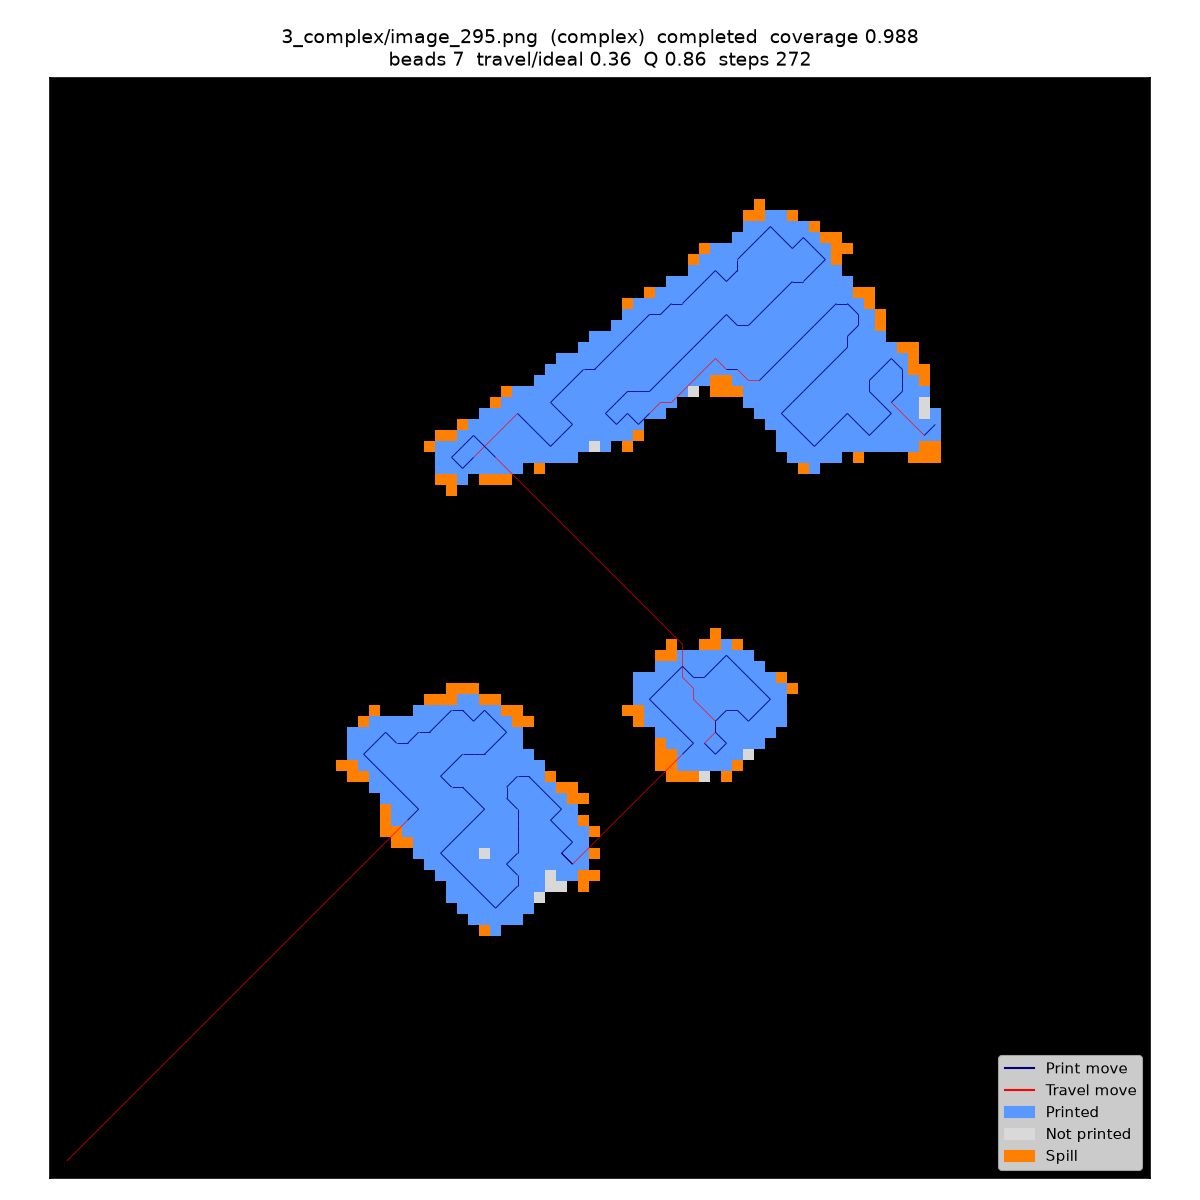 3_complex/image_295.png  (complex)  completed  coverage 0.988
beads 7  travel/ideal 0.36  Q 0.86  steps 272
Print move
Travel move
Printed
Not printed
Spill